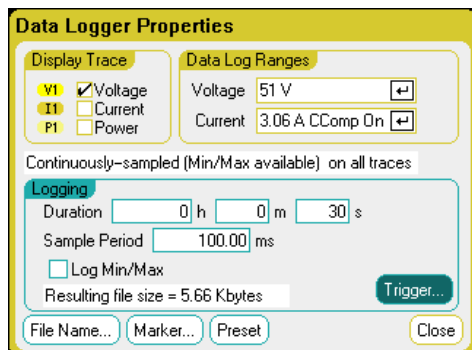 Data Logger Properties
Display Trace
V1 Voltage
I1 Current
P1 Power
Data Log Ranges
Voltage 51 V
Current 3.06 A CComp On
Continuously-sampled (Min/Max available) on all traces
Logging
Duration 0 h 0 m 30 s
Sample Period 100.00 ms
Log Min/Max
Resulting file size = 5.66 Kbytes
Trigger...
File Name... Marker... Preset Close